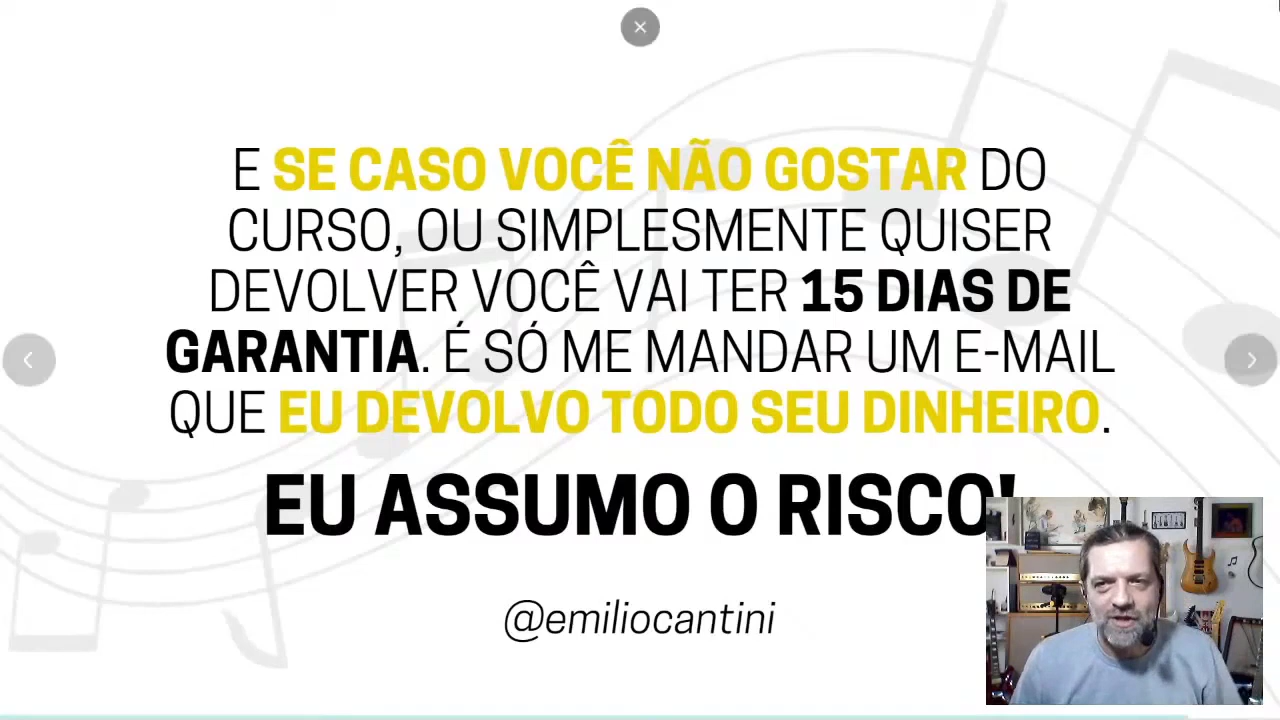 E SE CASO VOCÊ NÃO GOSTAR DO
CURSO, OU SIMPLESMENTE QUISER
DEVOLVER VOCÊ VAI TER 15 DIAS DE
GARANTIA. É SÓ ME MANDAR UM E-MAIL
QUE EU DEVOLVO TODO SEU DINHEIRO.
EU ASSUMO O RISCO!
@emiliocantini